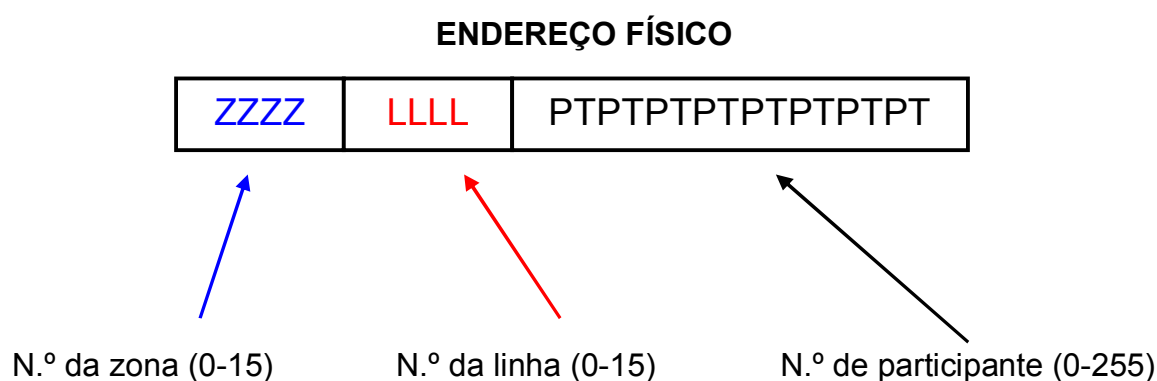 ENDEREÇO FÍSICO
ZZZZ LLLL PTPTPTPTPTPTPTPT
N.º da zona (0-15) N.º da linha (0-15) N.º de participante (0-255)